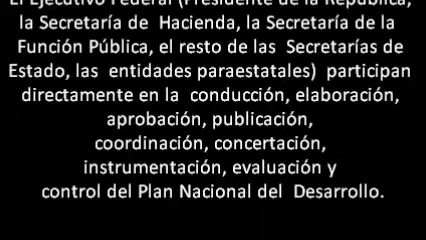 El Ejecutivo Federal (Presidente de la República,
la Secretaría de Hacienda, la Secretaría de la
Función Pública, el resto de las Secretarías de
Estado, las entidades paraestatales) participan
directamente en la conducción, elaboración,
aprobación, publicación,
coordinación, concertación,
instrumentación, evaluación y
control del Plan Nacional del Desarrollo.